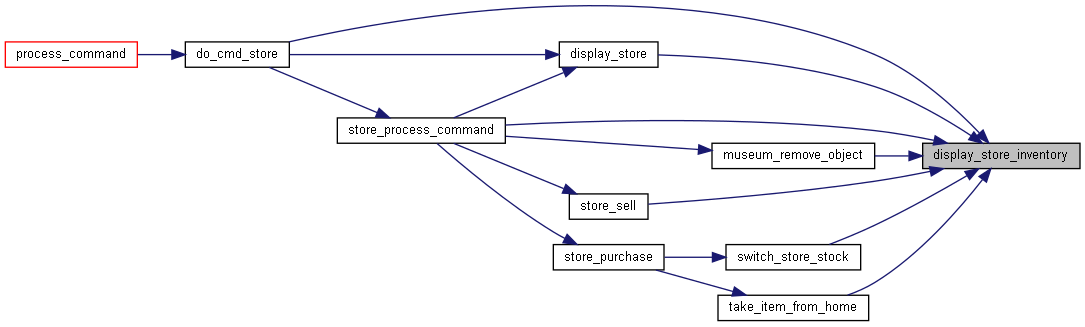 process_command
do_cmd_store
display_store
store_process_command
museum_remove_object
display_store_inventory
store_sell
store_purchase
switch_store_stock
take_item_from_home